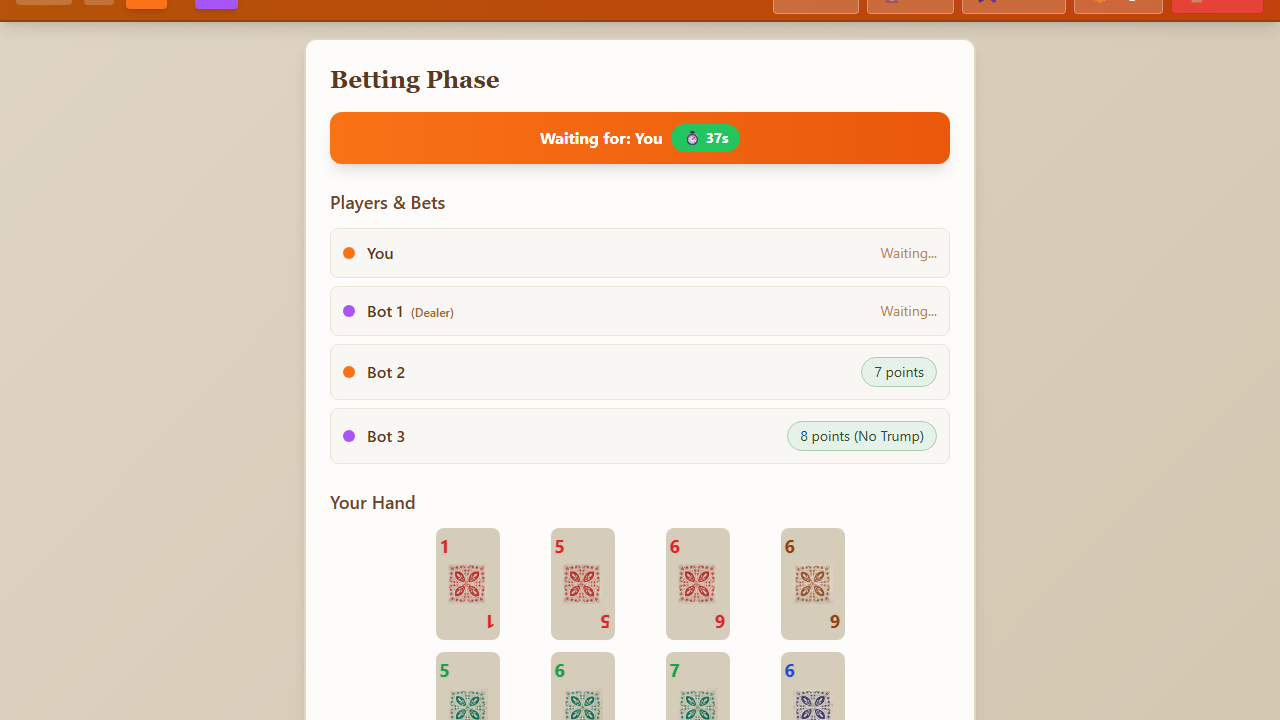 Betting Phase
Waiting for: You 37s
Players & Bets
You Waiting...
Bot 1 (Dealer) Waiting...
Bot 2 7 points
Bot 3 8 points (No Trump)
Your Hand
1 5 6 6
1 5 6 6
5 6 7 6